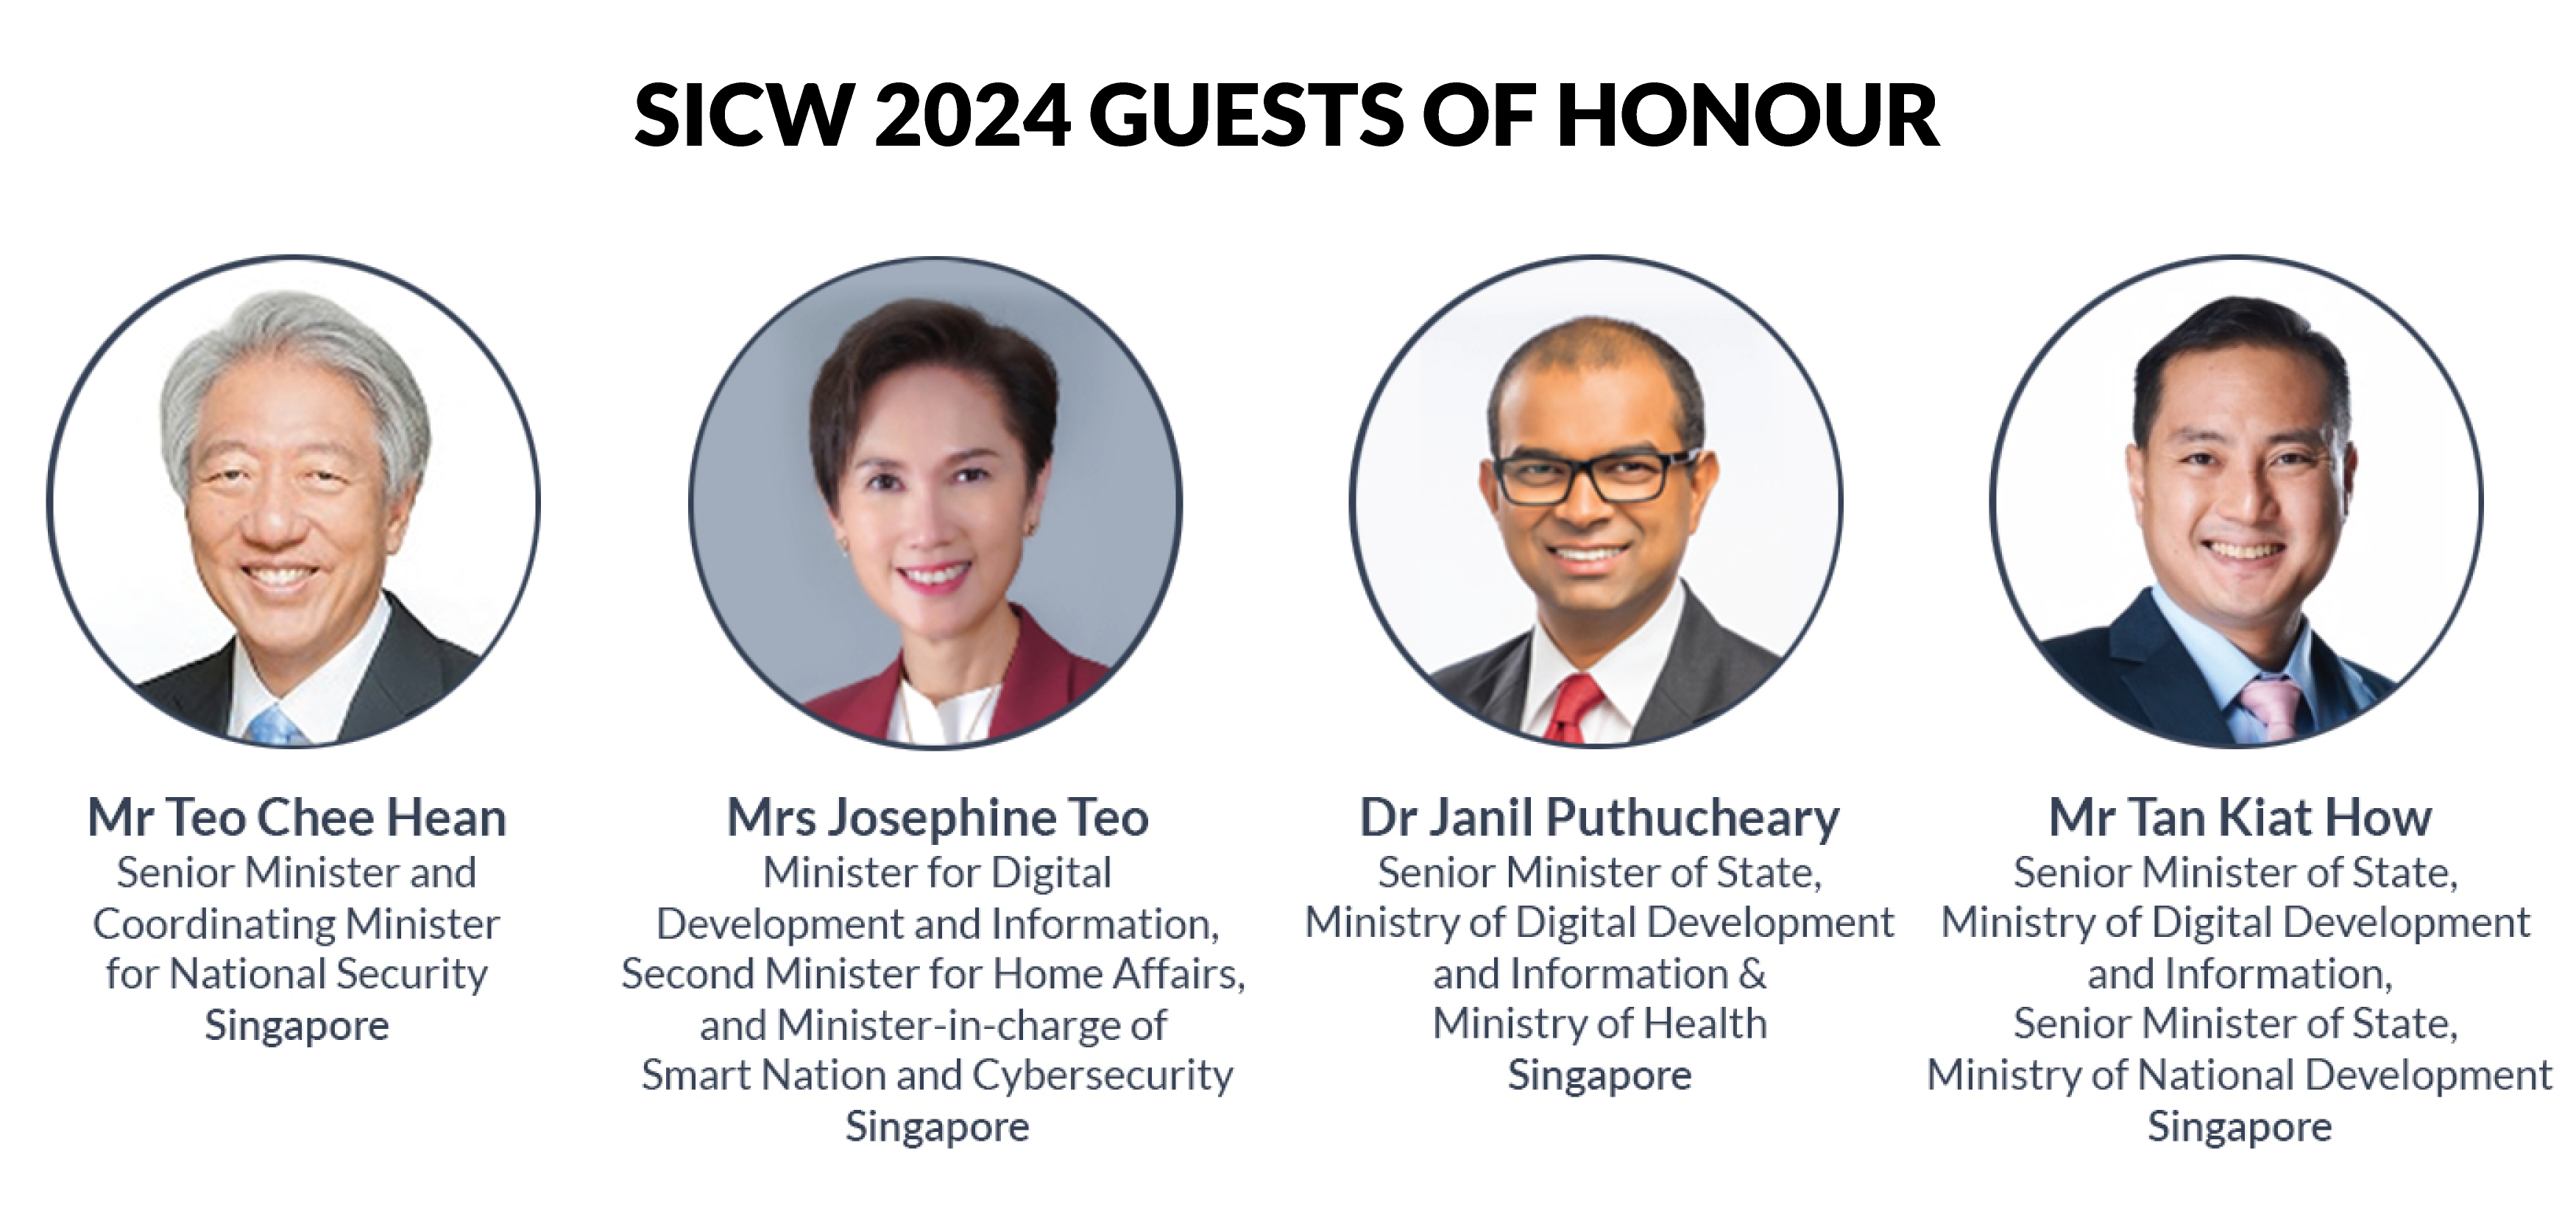 SICW 2024 GUESTS OF HONOUR
Mr Teo Chee Hean
Senior Minister and
Coordinating Minister
for National Security
Singapore
Mrs Josephine Teo
Minister for Digital
Development and Information,
Second Minister for Home Affairs,
and Minister-in-charge of
Smart Nation and Cybersecurity
Singapore
Dr Janil Puthucheary
Senior Minister of State,
Ministry of Digital Development
and Information &
Ministry of Health
Singapore
Mr Tan Kiat How
Senior Minister of State,
Ministry of Digital Development
and Information,
Senior Minister of State,
Ministry of National Development
Singapore